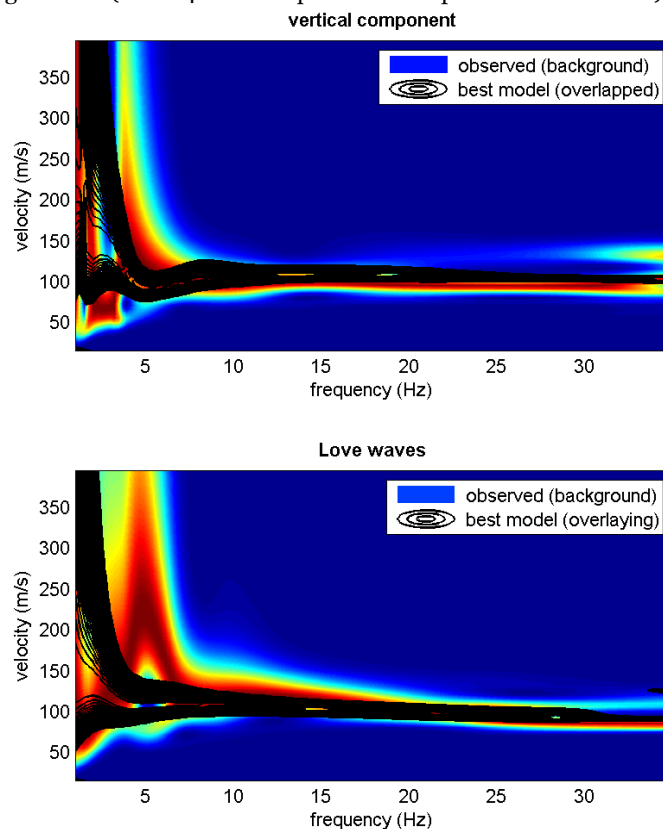 vertical component
350
300
250
200
150
100
50
velocity (m/s)
observed (background)
best model (overlapped)
5 10 15 20 25 30
frequency (Hz)
Love waves
350
300
250
200
150
100
50
velocity (m/s)
observed (background)
best model (overlaying)
5 10 15 20 25 30
frequency (Hz)